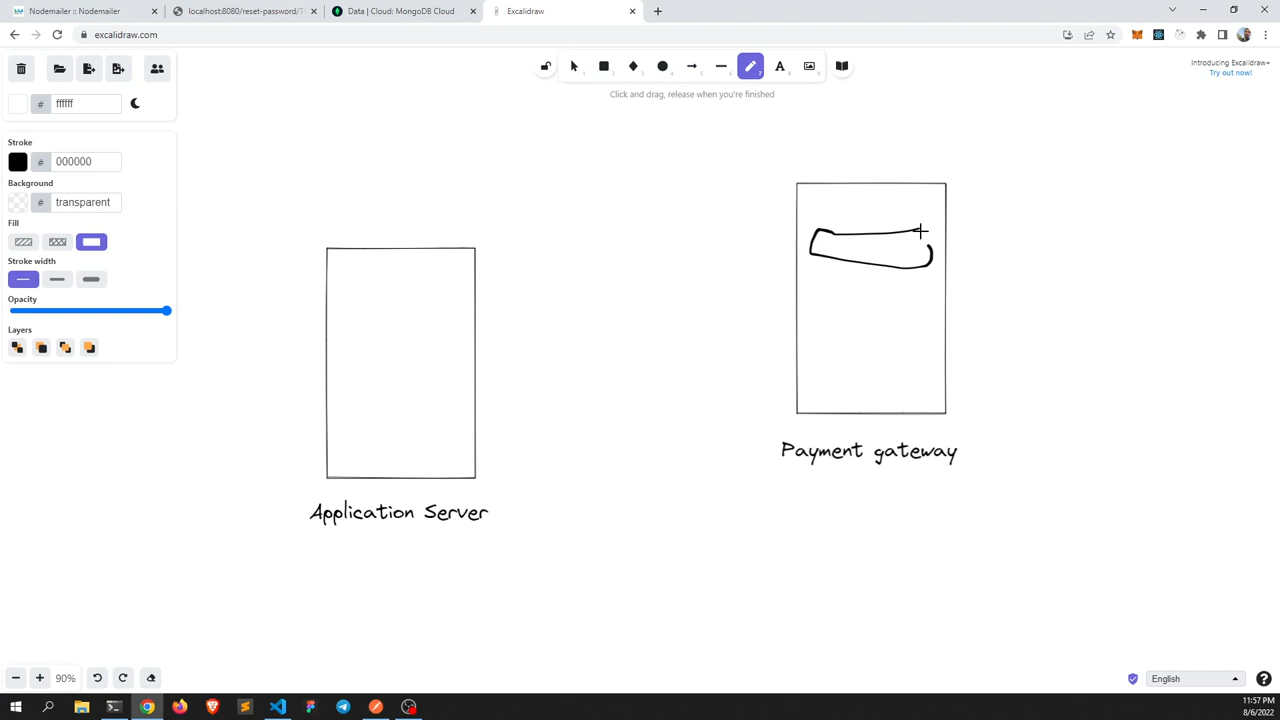 Nodemailer :: Nodemailer
localhost:8080/reset-password/
Data | Cloud: MongoDB Cloud
Excalidraw
excalidraw.com
Click and drag, release when you're finished
Introducing Excalidraw+
Try out now!
# ffffff
Stroke
# 000000
Background
# transparent
Fill
Stroke width
Opacity
Layers
Payment gateway
Application Server
90%
English
11:57 PM
8/6/2022